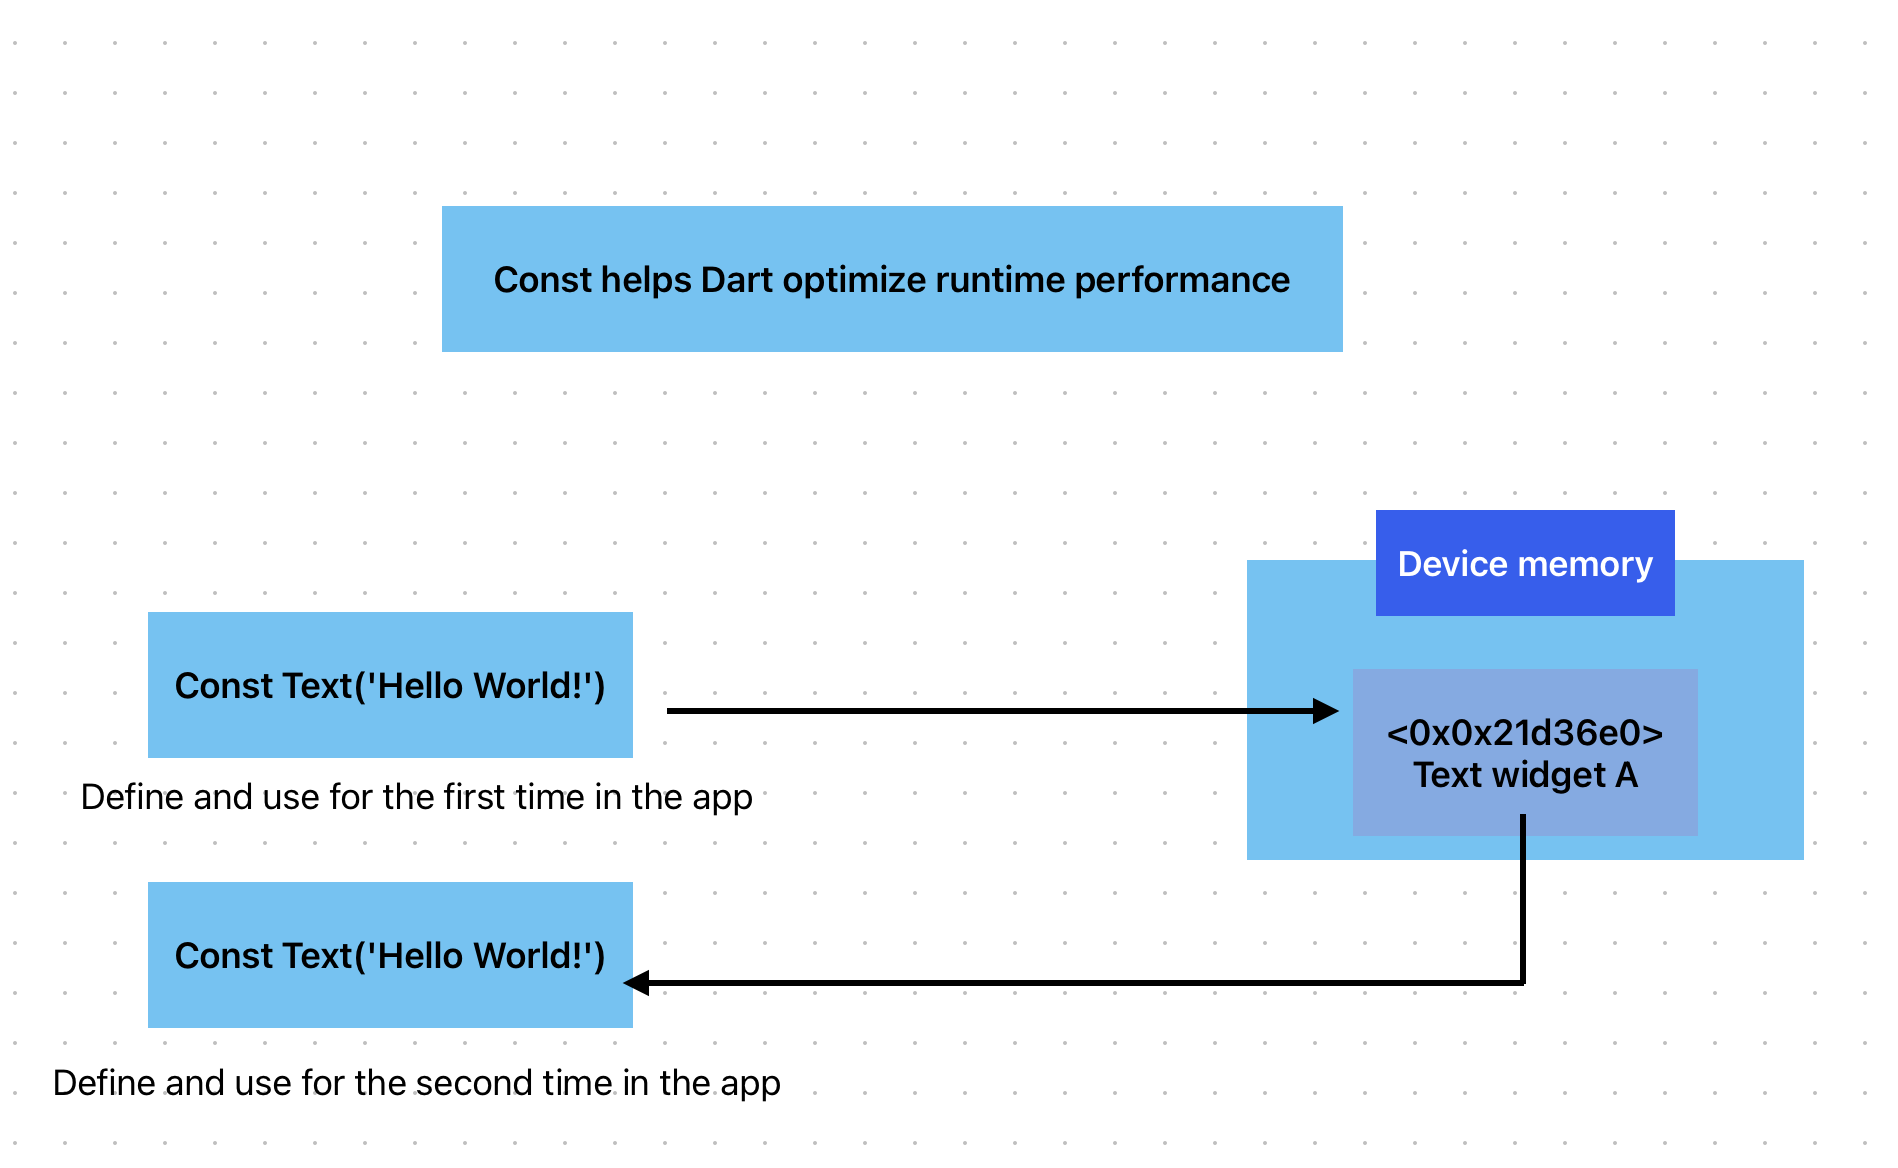 Const helps Dart optimize runtime performance
Device memory
Const Text('Hello World!')
<0x0x21d36e0>
Text widget A
Define and use for the first time in the app
Const Text('Hello World!')
Define and use for the second time in the app